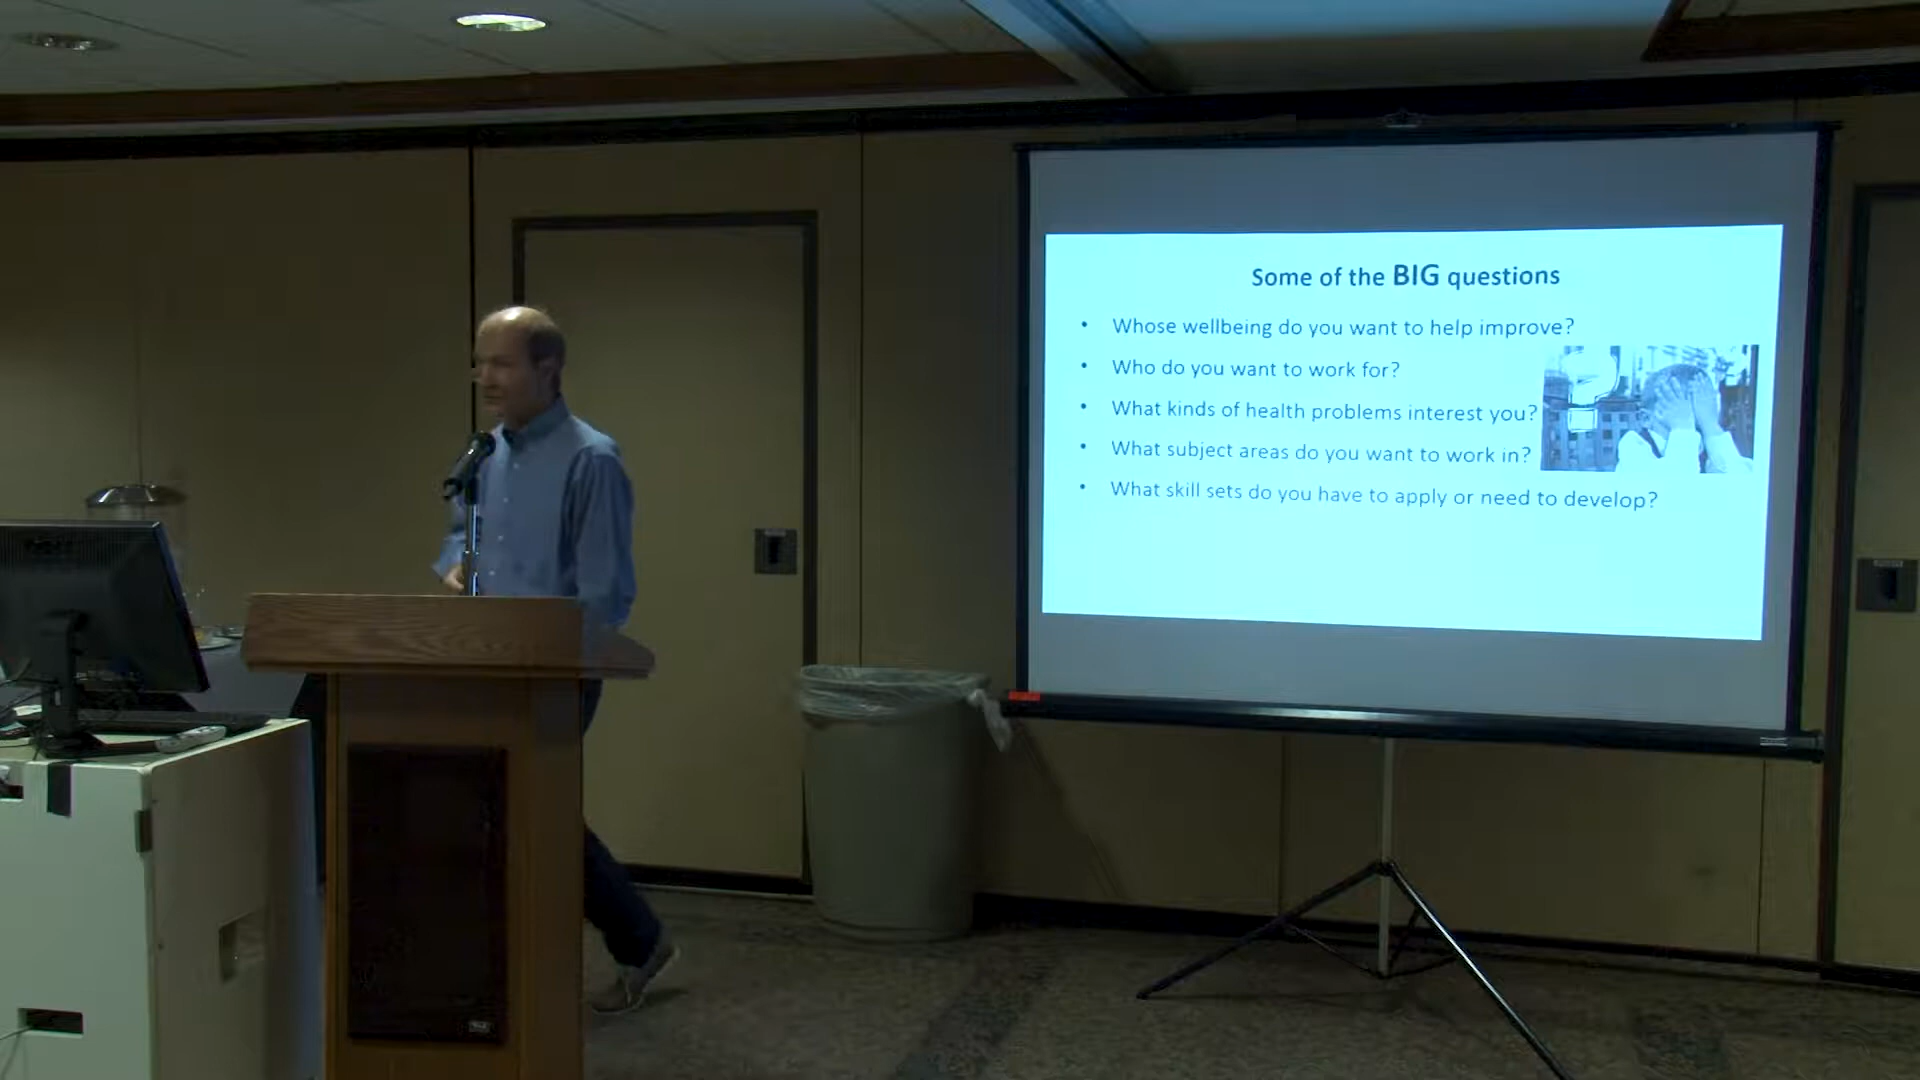 Some of the BIG questions
• Whose wellbeing do you want to help improve?
• Who do you want to work for?
• What kinds of health problems interest you?
• What subject areas do you want to work in?
• What skill sets do you have to apply or need to develop?